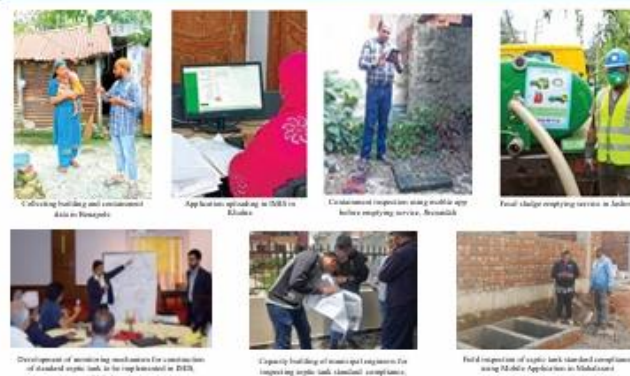 Collecting building and containment
data in Benapole
Application uploading in IMIS in
Khulna
Containment inspection using mobile app
before emptying service, Jhenaidah
Fecal sludge emptying service in
Development of monitoring mechanism for construction
of standard septic tank to be implemented in IMIS,
Capacity building of municipal engineers for
inspecting septic tank standard compliance,
Field inspection of septic tank standard compliance
using Mobile Application in Mahalaxmi